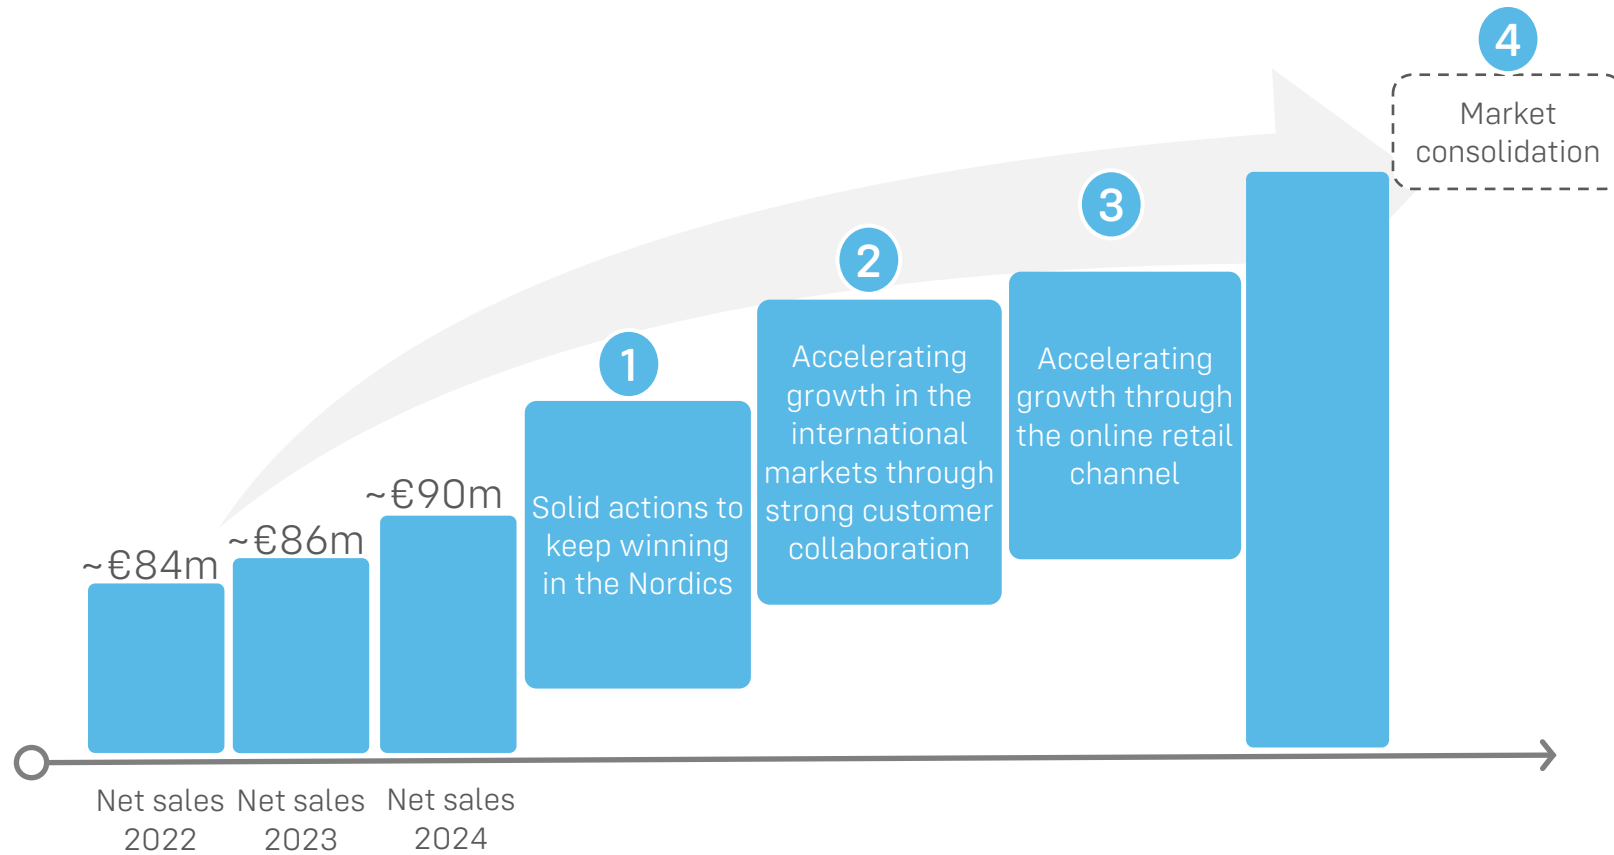 4
Market
consolidation
3
2
1
Accelerating
growth in the
international
markets through
strong customer
collaboration
Accelerating
growth through
the online retail
channel
Solid actions to
keep winning
in the Nordics
~€84m
~€86m
~€90m
Net sales
2022
Net sales
2023
Net sales
2024